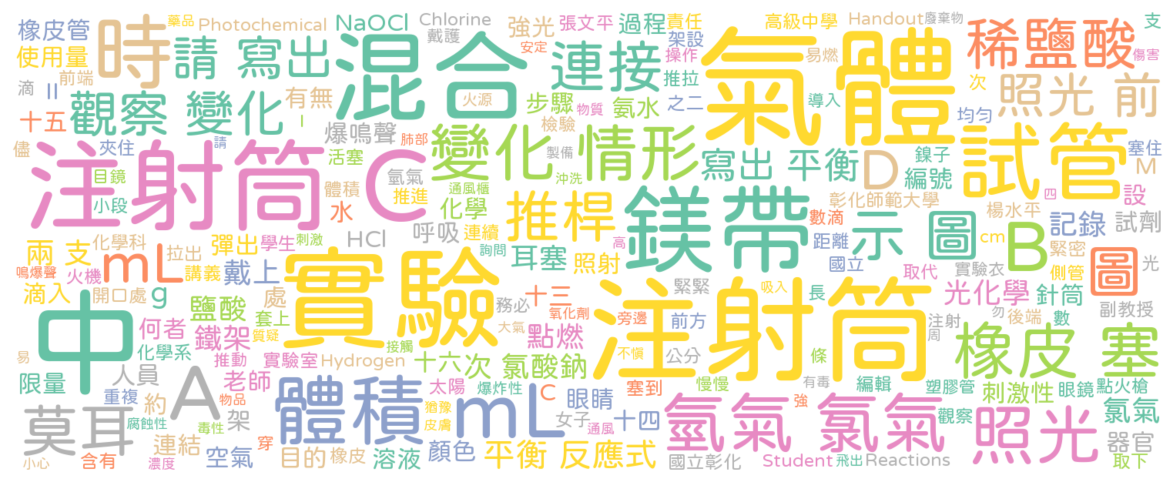 橡皮管 藥品 Photochemical NaOCl Chlorine 強光 張文平 過程 責任 高級中學 Handout 廢棄物 支
使用量 時 請 寫出 混合 戴護 安定 連接 架設 操作 易燃 氣體 稀鹽酸 傷害
滴 II 前端 有無 火源 物質 推拉 次 導入 照光 前
十五 觀察 變化 I 步驟 氨水 之二 均勻
儘 夾住 爆鳴聲 肺部 檢驗 變化 情形 寫出 平衡 D 鑷子 試管 塞住
注射筒 C 請 活塞 製備 編號 M
目鏡 體積 氫氣 通風櫃 沖洗 彰化師範大學 四 設
小段 推進 化學 推桿 鎂帶 示 圖 數滴 楊水平 記錄 試劑
兩 支 化學科 水 呼吸 連續 距離 cm B 緊密
拉出 彈出 學生 刺激 HCl 詢問 高 耳塞 照射 國立 圖 光
鳴爆聲 火機 mL 講義 戴上 實驗 吸入 取代 實驗衣 側管
滴入 開口處 g 處 務必 十三 緊緊 長 光化學 針筒 副教授
中 鹽酸 套上 氧化劑 旁邊 注射筒 注射 勿 後端 數
何者 鐵架 質疑 大氣 點燃 前方 周
化學系 推動 實驗室 接觸 Hydrogen 十六次 氯酸鈉 不慎 公分 條 橡皮 塞
易 限量 人員 老師 太陽 爆炸性 C 塞到 慢慢 有毒 編輯 塑膠管 刺激性 眼鏡 點火槍
重複 約 A 物品 體積 mL 猶豫 眼睛 氫氣 氯氣 觀察 照光 氯氣
莫耳 腐蝕性 連結 架 皮膚 女子 十四 通風 強 器官
毒性 穿 目的 橡皮 溶液 顏色 平衡 反應式
小心 含有 濃度 空氣 國立彰化 Student 飛出 Reactions 取下